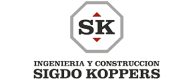 SK
INGENIERIA Y CONSTRUCCION
SIGDO KOPPERS